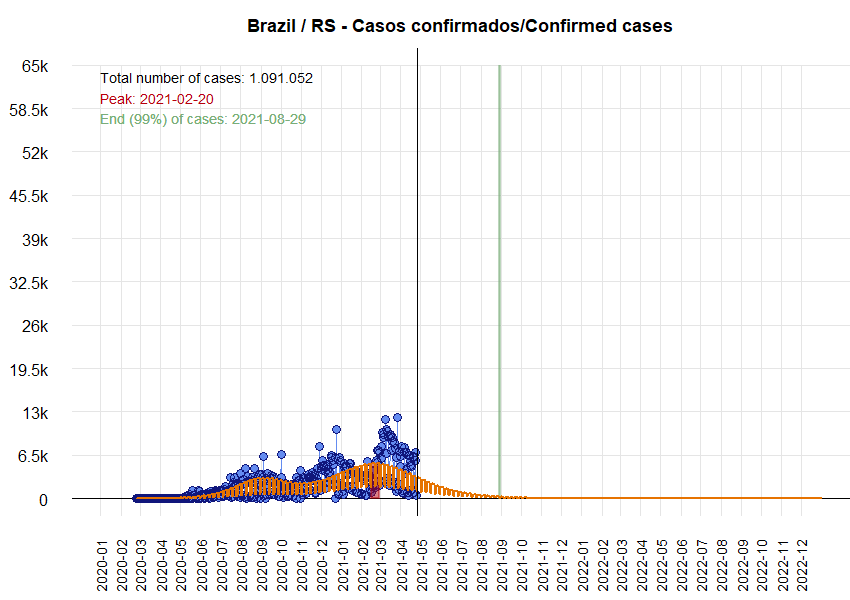 Brazil / RS - Casos confirmados/Confirmed cases
65k
Total number of cases: 1.091.052
Peak: 2021-02-20
58.5k
End (99%) of cases: 2021-08-29
52k
45.5k
39k
32.5k
26k
19.5k
13k
6.5k
0
2020-01
2020-02
2020-03
2020-04
2020-05
2020-06
2020-07
2020-08
2020-09
2020-10
2020-11
2020-12
2021-01
2021-02
2021-03
2021-04
2021-05
2021-06
2021-07
2021-08
2021-09
2021-10
2021-11
2021-12
2022-01
2022-02
2022-03
2022-04
2022-05
2022-06
2022-07
2022-08
2022-09
2022-10
2022-11
2022-12